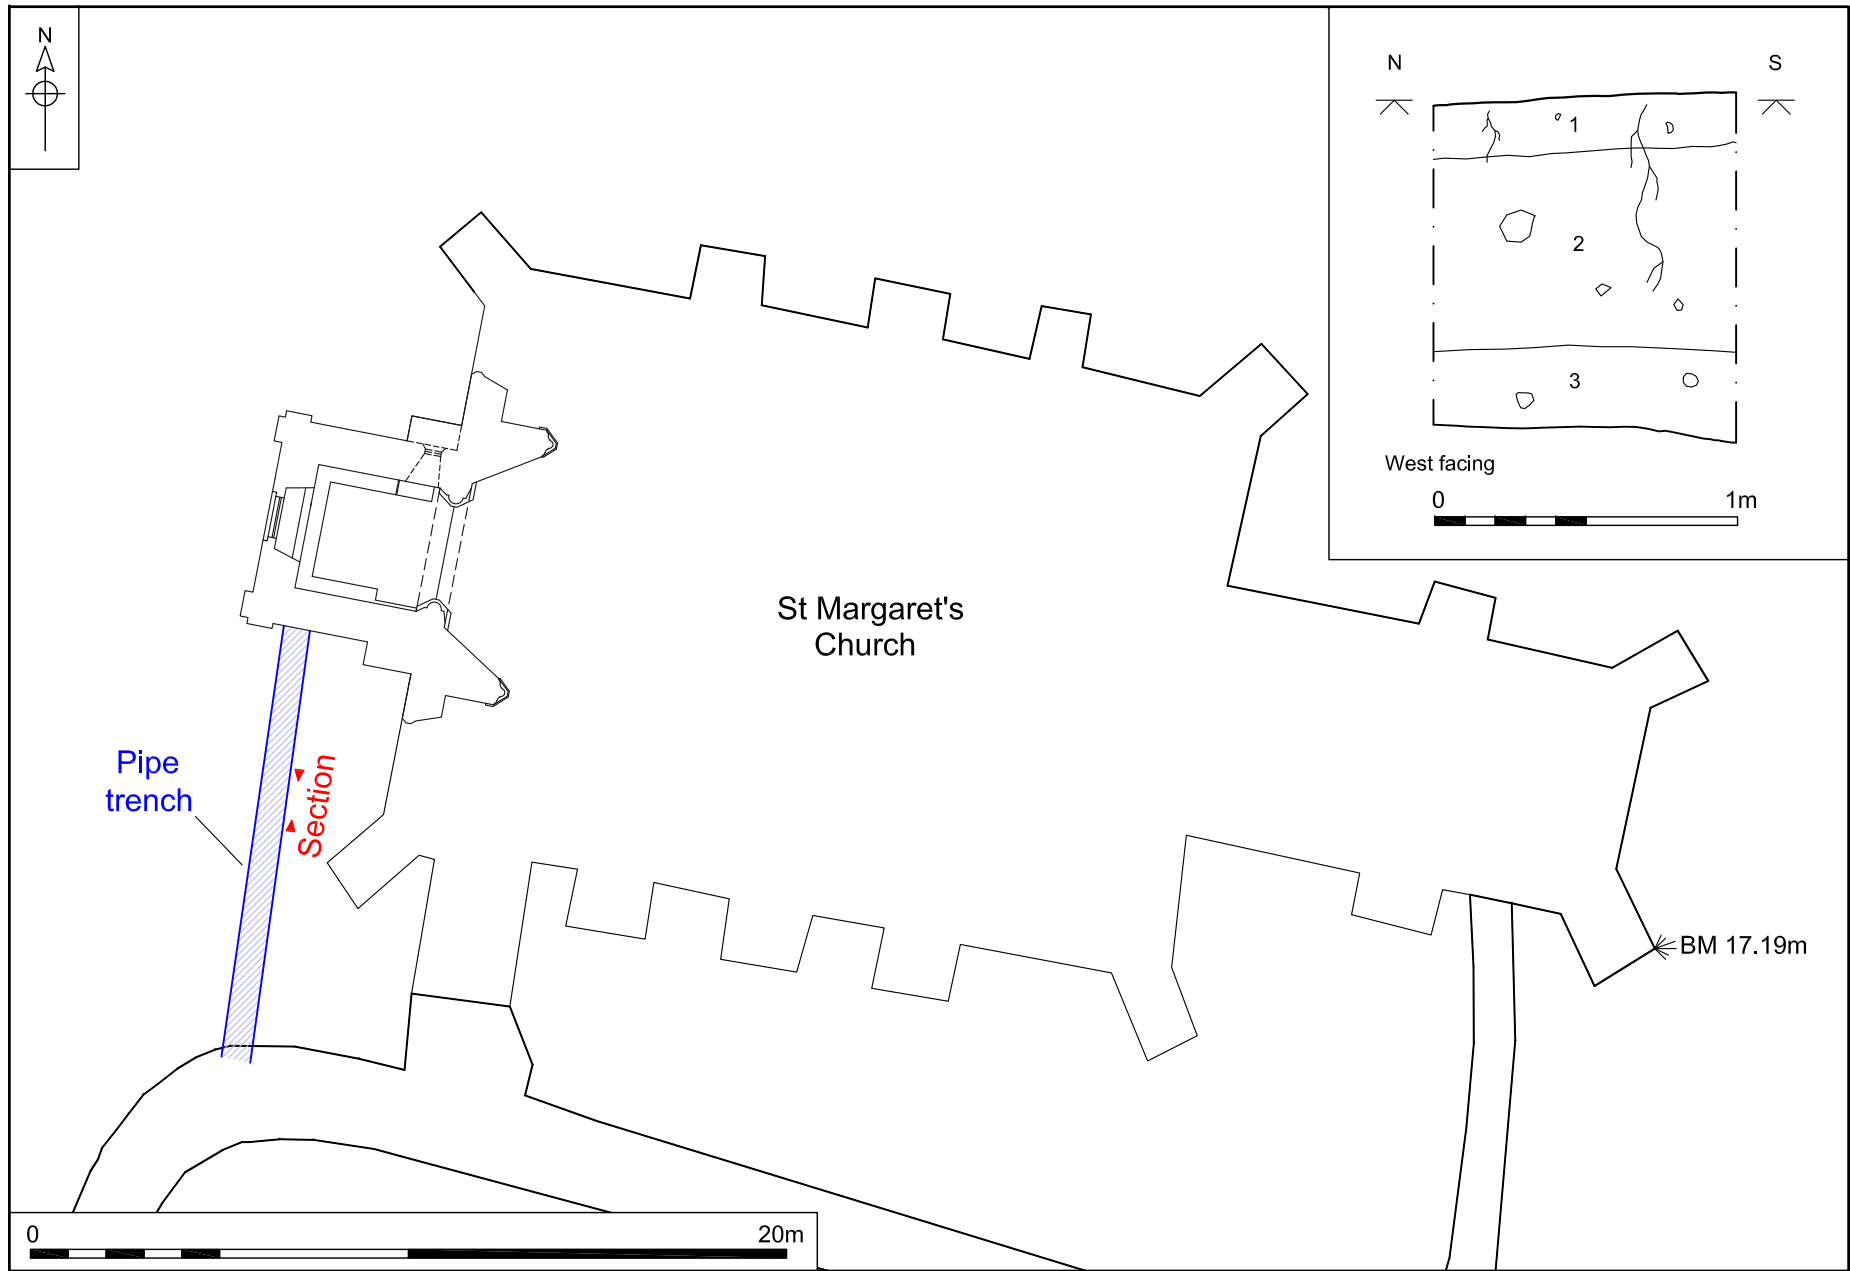 N
N
S
1
2
3
West facing
0
1m
St Margaret's
Church
Pipe
trench
Section
BM 17.19m
0
20m